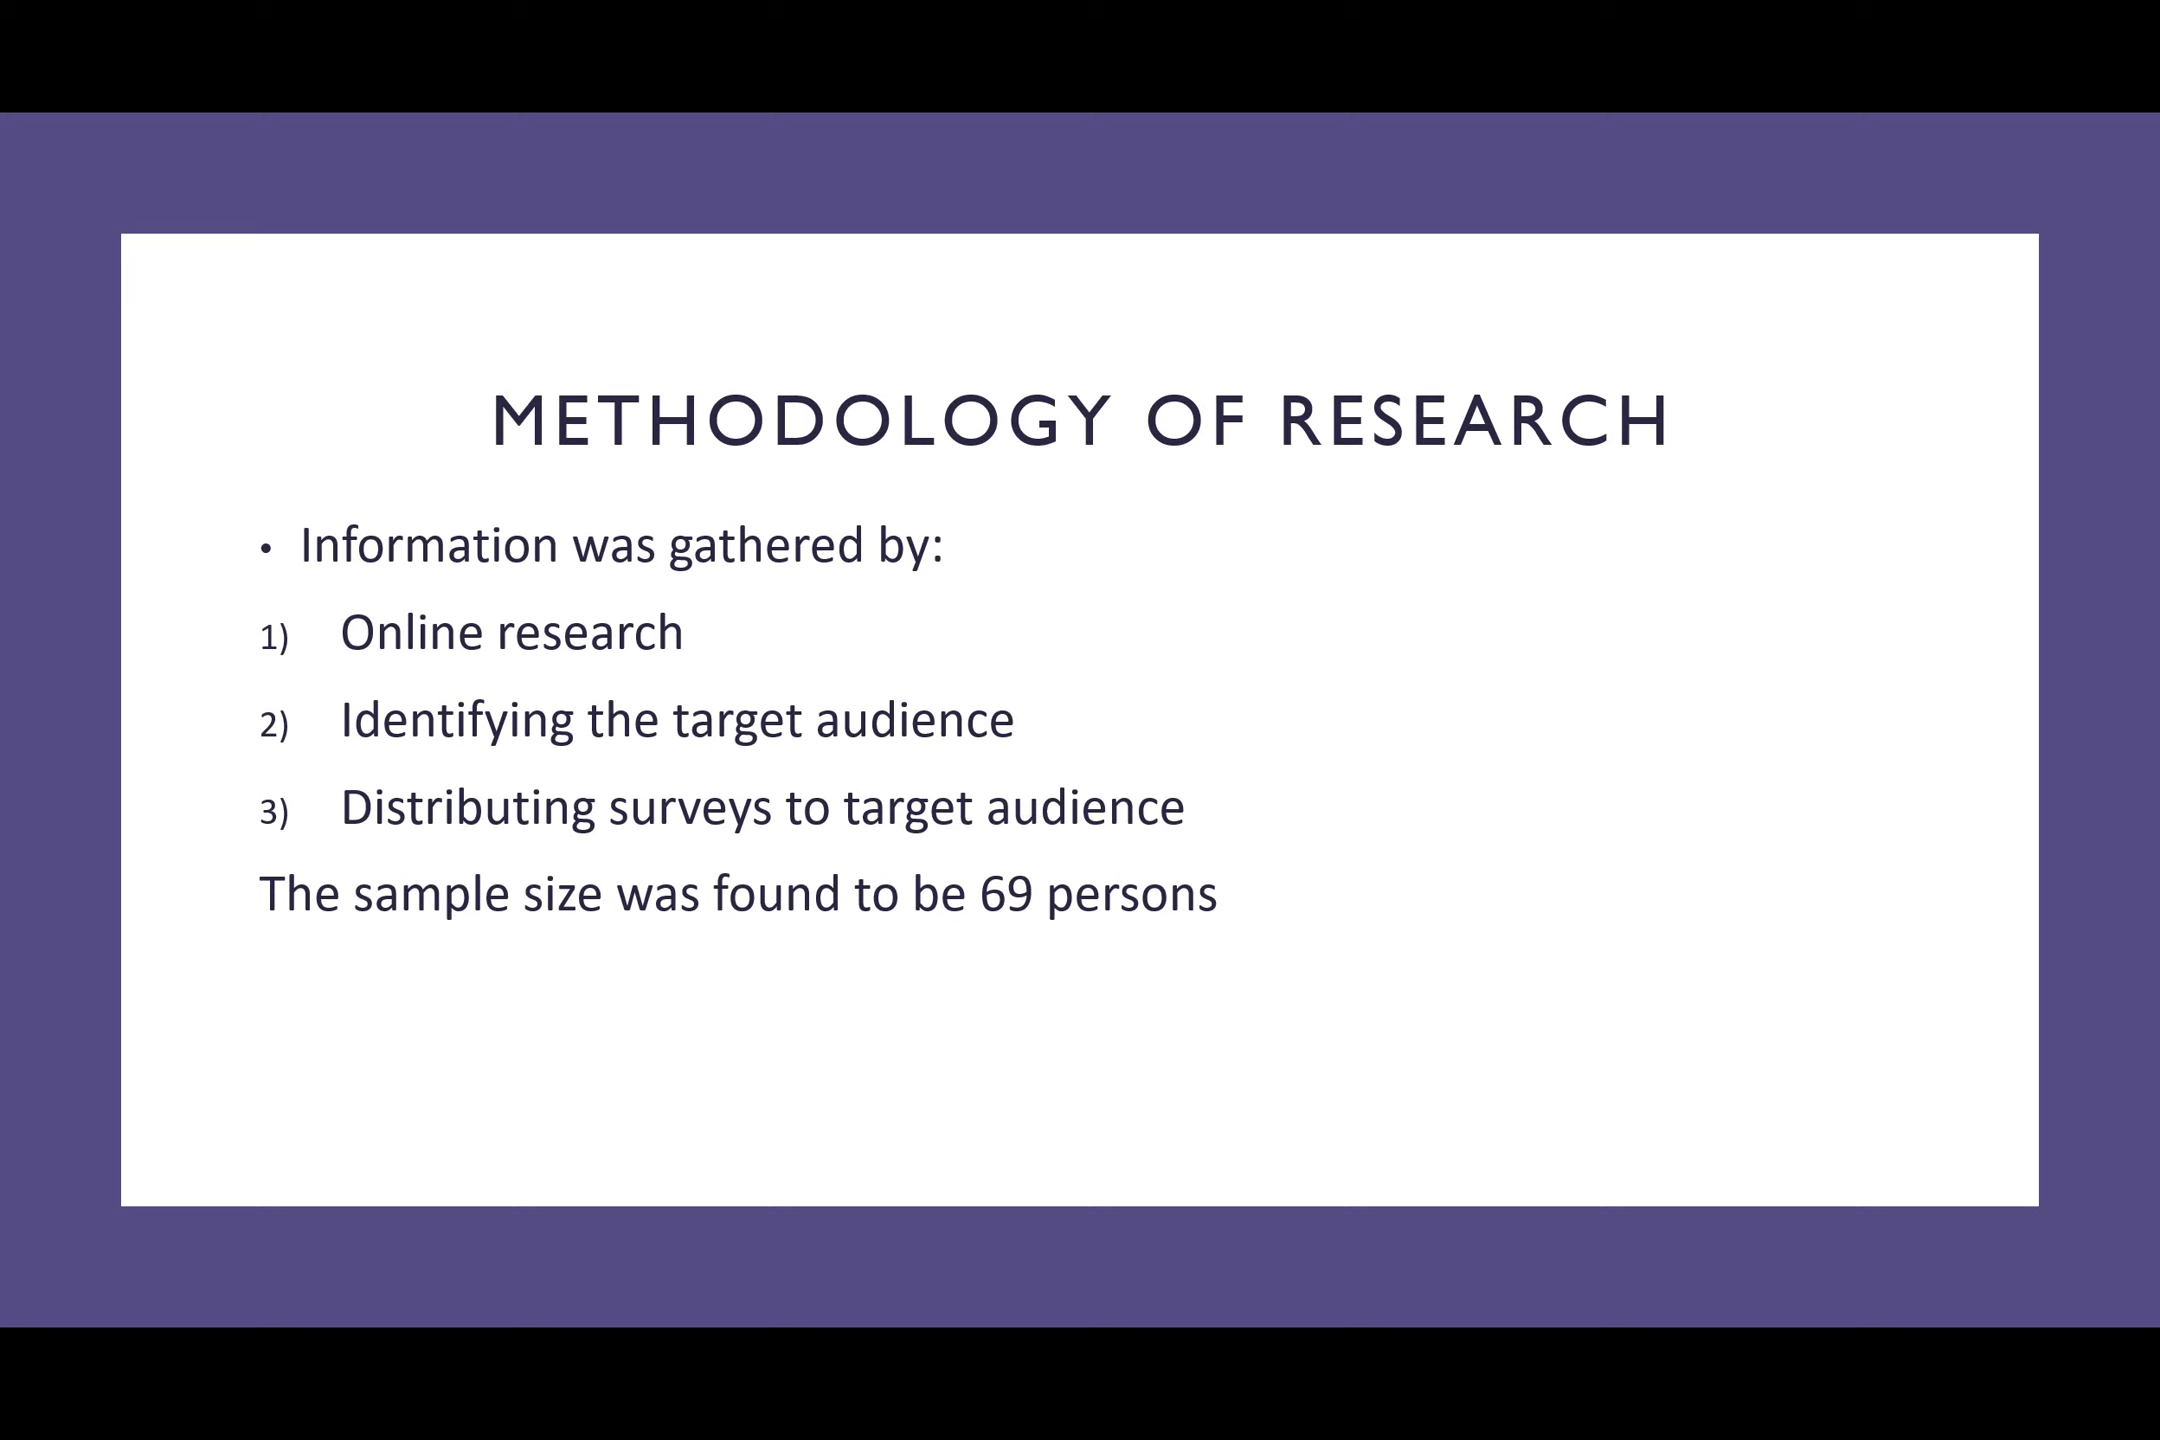 METHODOLOGY OF RESEARCH
• Information was gathered by:
1) Online research
2) Identifying the target audience
3) Distributing surveys to target audience
The sample size was found to be 69 persons